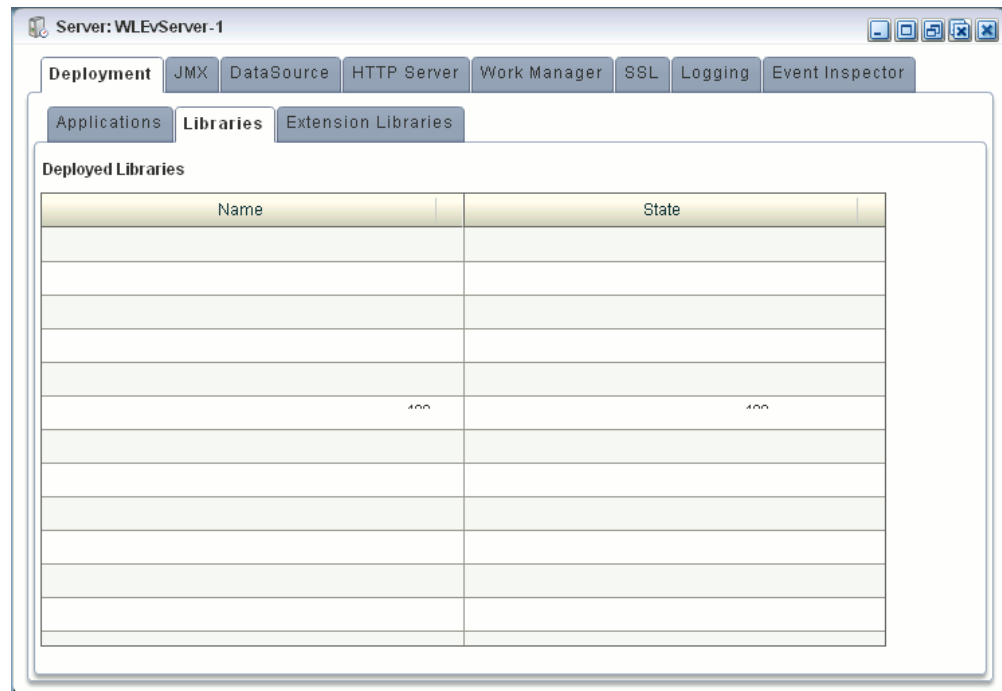 Server: WLEvServer-1
Deployment JMX DataSource HTTP Server Work Manager SSL Logging Event Inspector
Applications Libraries Extension Libraries
Deployed Libraries
Name State